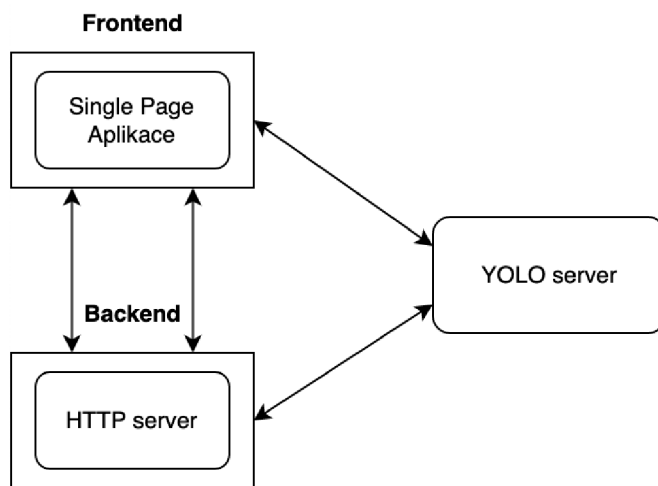 Frontend
Single Page
Aplikace
YOLO server
Backend
HTTP server